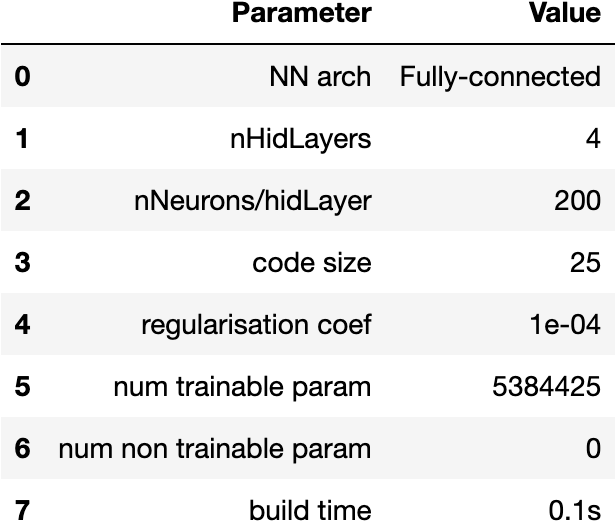 Parameter Value
0 NN arch Fully-connected
1 nHidLayers 4
2 nNeurons/hidLayer 200
3 code size 25
4 regularisation coef 1e-04
5 num trainable param 5384425
6 num non trainable param 0
7 build time 0.1s